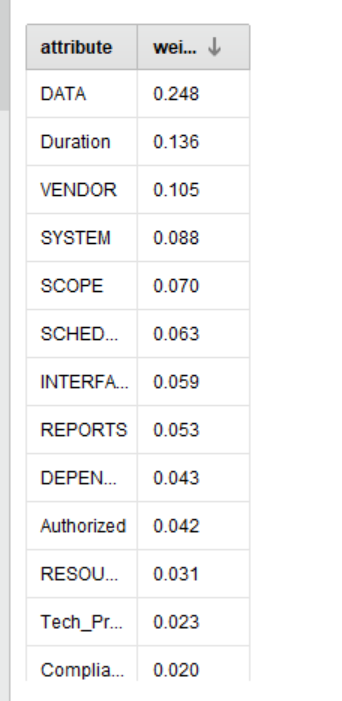 attribute wei... ↓
DATA 0.248
Duration 0.136
VENDOR 0.105
SYSTEM 0.088
SCOPE 0.070
SCHED... 0.063
INTERFA... 0.059
REPORTS 0.053
DEPEN... 0.043
Authorized 0.042
RESOU... 0.031
Tech_Pr... 0.023
Complia... 0.020